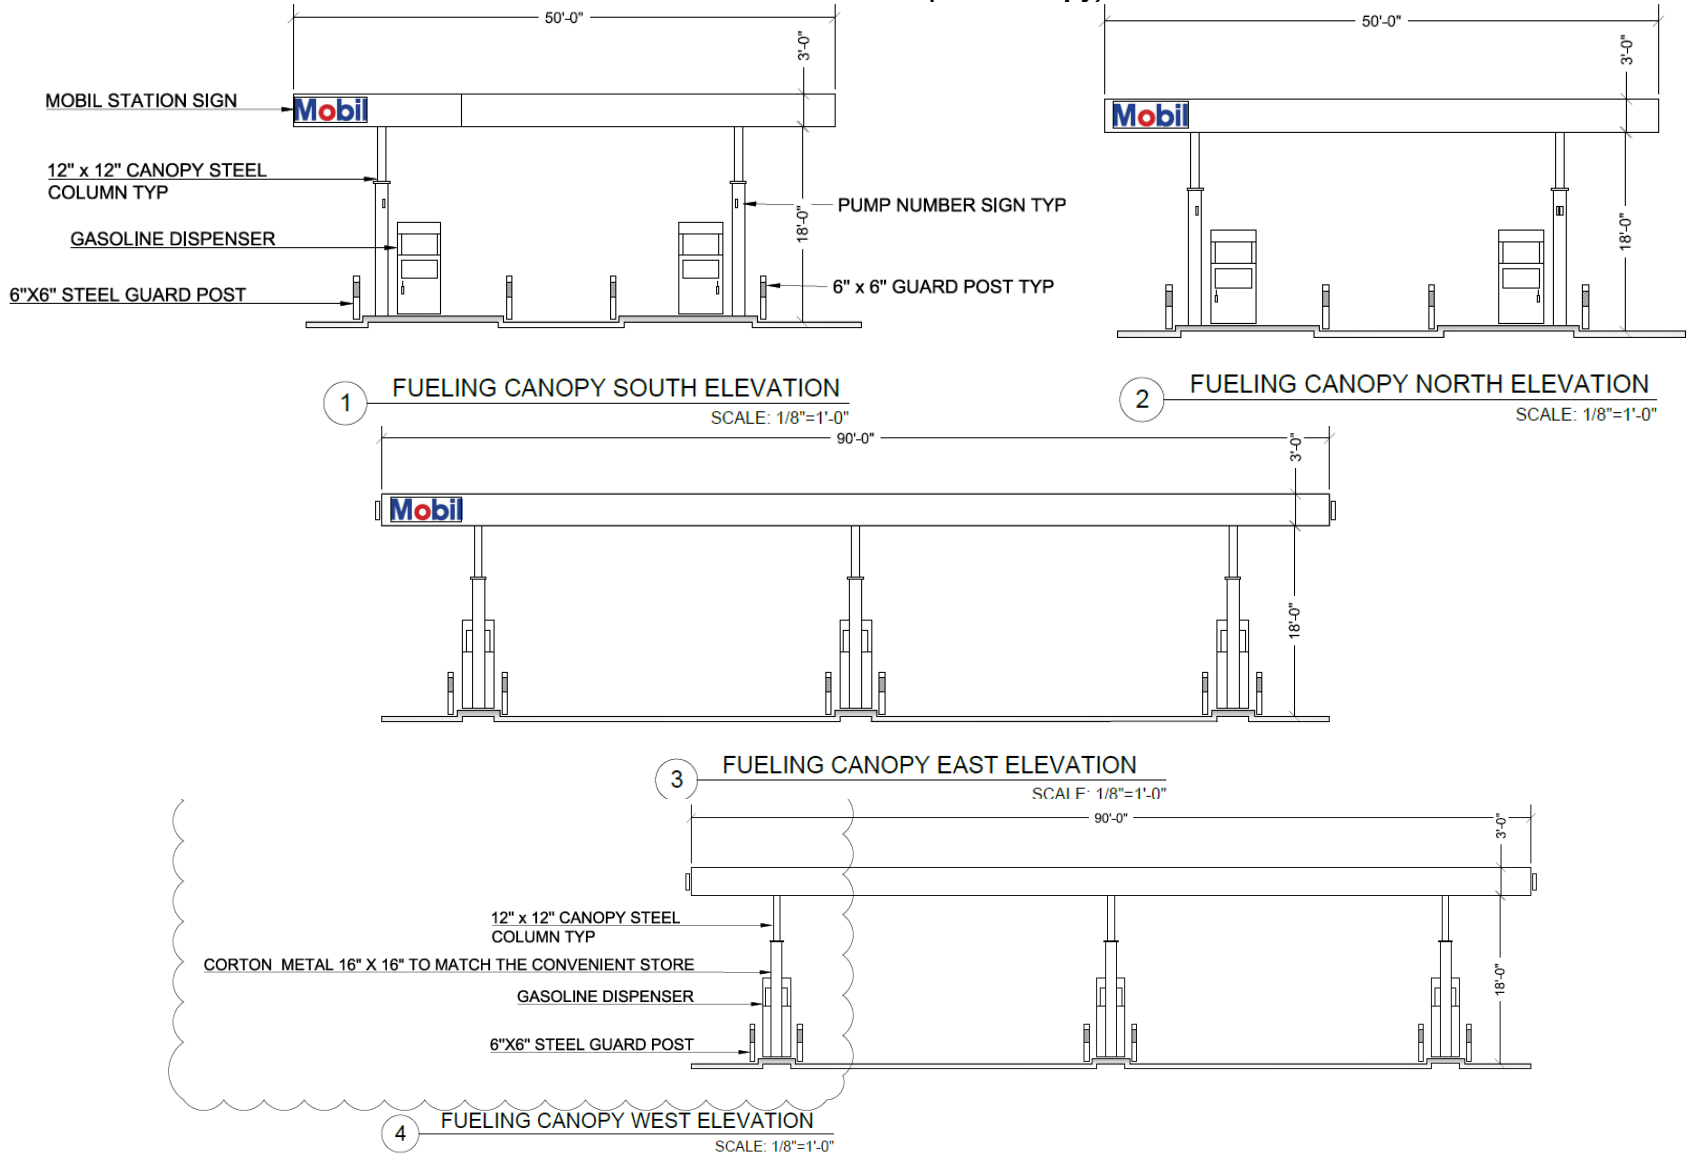 50'-0"
3'-0"
MOBIL STATION SIGN
Mobil
12" x 12" CANOPY STEEL
COLUMN TYP
PUMP NUMBER SIGN TYP
18'-0"
GASOLINE DISPENSER
6"X6" STEEL GUARD POST
6" x 6" GUARD POST TYP
1
FUELING CANOPY SOUTH ELEVATION
SCALE: 1/8"=1'-0"
50'-0"
3'-0"
Mobil
18'-0"
2
FUELING CANOPY NORTH ELEVATION
SCALE: 1/8"=1'-0"
90'-0"
3'-0"
Mobil
18'-0"
3
FUELING CANOPY EAST ELEVATION
SCALE: 1/8"=1'-0"
90'-0"
3'-0"
12" x 12" CANOPY STEEL
COLUMN TYP
CORTON METAL 16" X 16" TO MATCH THE CONVENIENT STORE
18'-0"
GASOLINE DISPENSER
6"X6" STEEL GUARD POST
4
FUELING CANOPY WEST ELEVATION
SCALE: 1/8"=1'-0"